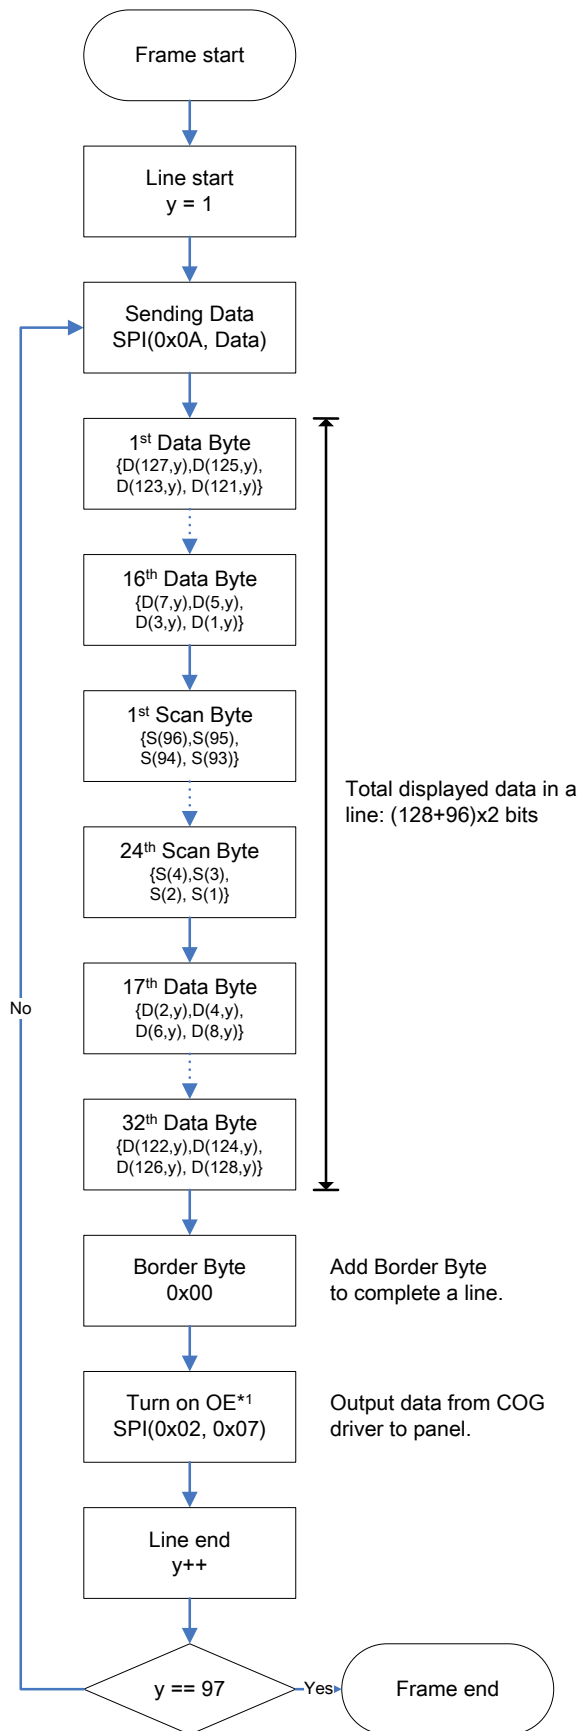 Frame start
Line start
y = 1
Sending Data
SPI(0x0A, Data)
1st Data Byte
{D(127,y),D(125,y),
D(123,y), D(121,y)}
16th Data Byte
{D(7,y),D(5,y),
D(3,y), D(1,y)}
1st Scan Byte
{S(96),S(95),
S(94), S(93)}
Total displayed data in a
line: (128+96)x2 bits
24th Scan Byte
{S(4),S(3),
S(2), S(1)}
17th Data Byte
{D(2,y),D(4,y),
D(6,y), D(8,y)}
No
32th Data Byte
{D(122,y),D(124,y),
D(126,y), D(128,y)}
Border Byte
0x00
Add Border Byte
to complete a line.
Turn on OE*1
SPI(0x02, 0x07)
Output data from COG
driver to panel.
Line end
y++
y == 97
Yes
Frame end